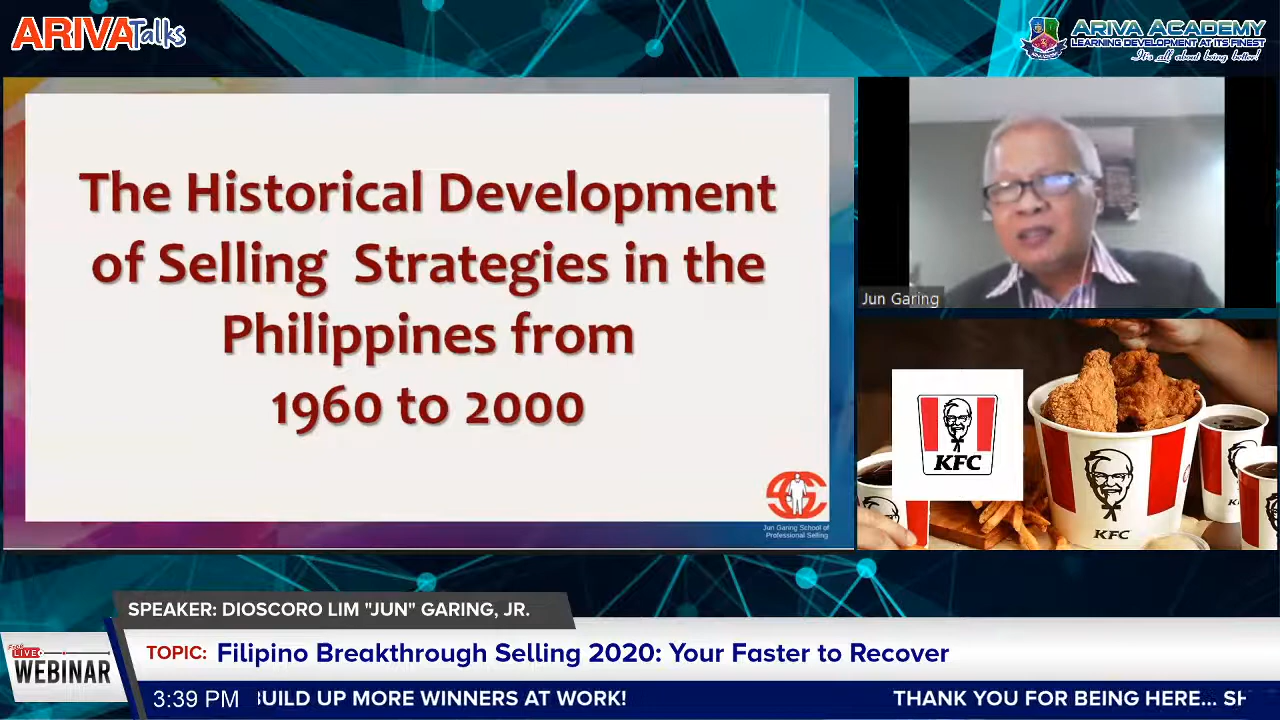 ARIVATalks
ARIVA ACADEMY
LEARNING DEVELOPMENT AT ITS FINEST
It's all about being better!
The Historical Development
of Selling Strategies in the
Philippines from
1960 to 2000
Jun Garing School of
Professional Selling
Jun Garing
KFC
KFC
SPEAKER: DIOSCORO LIM "JUN" GARING, JR.
Free
LIVE
WEBINAR
TOPIC: Filipino Breakthrough Selling 2020: Your Faster to Recover
3:39 PM
UILD UP MORE WINNERS AT WORK!
THANK YOU FOR BEING HERE... SH